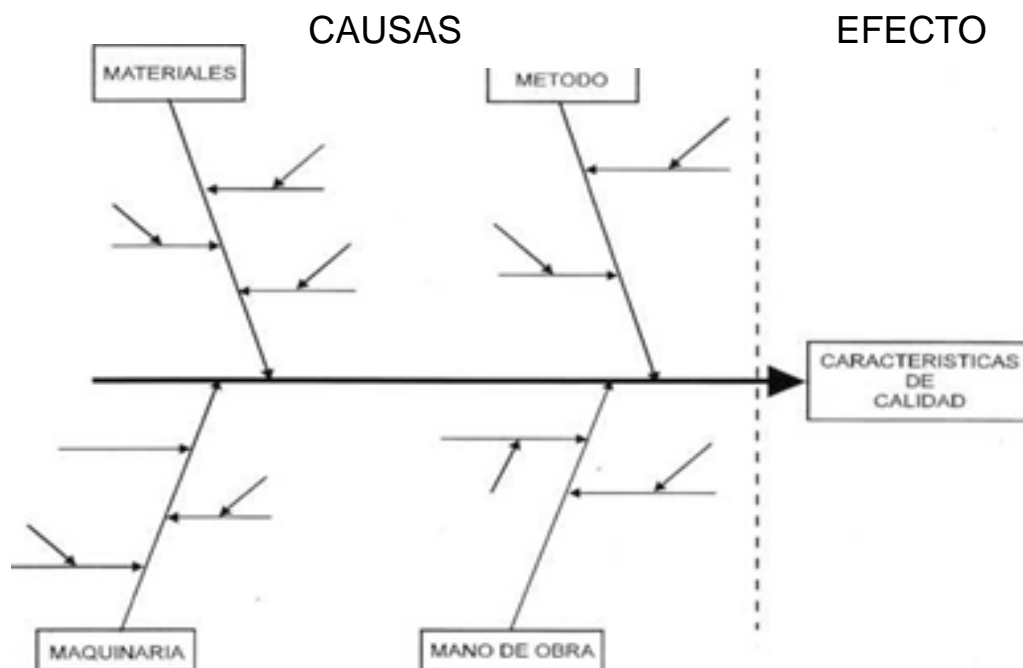 CAUSAS
EFECTO
MATERIALES
METODO
CARACTERISTICAS
DE
CALIDAD
MAQUINARIA
MANO DE OBRA